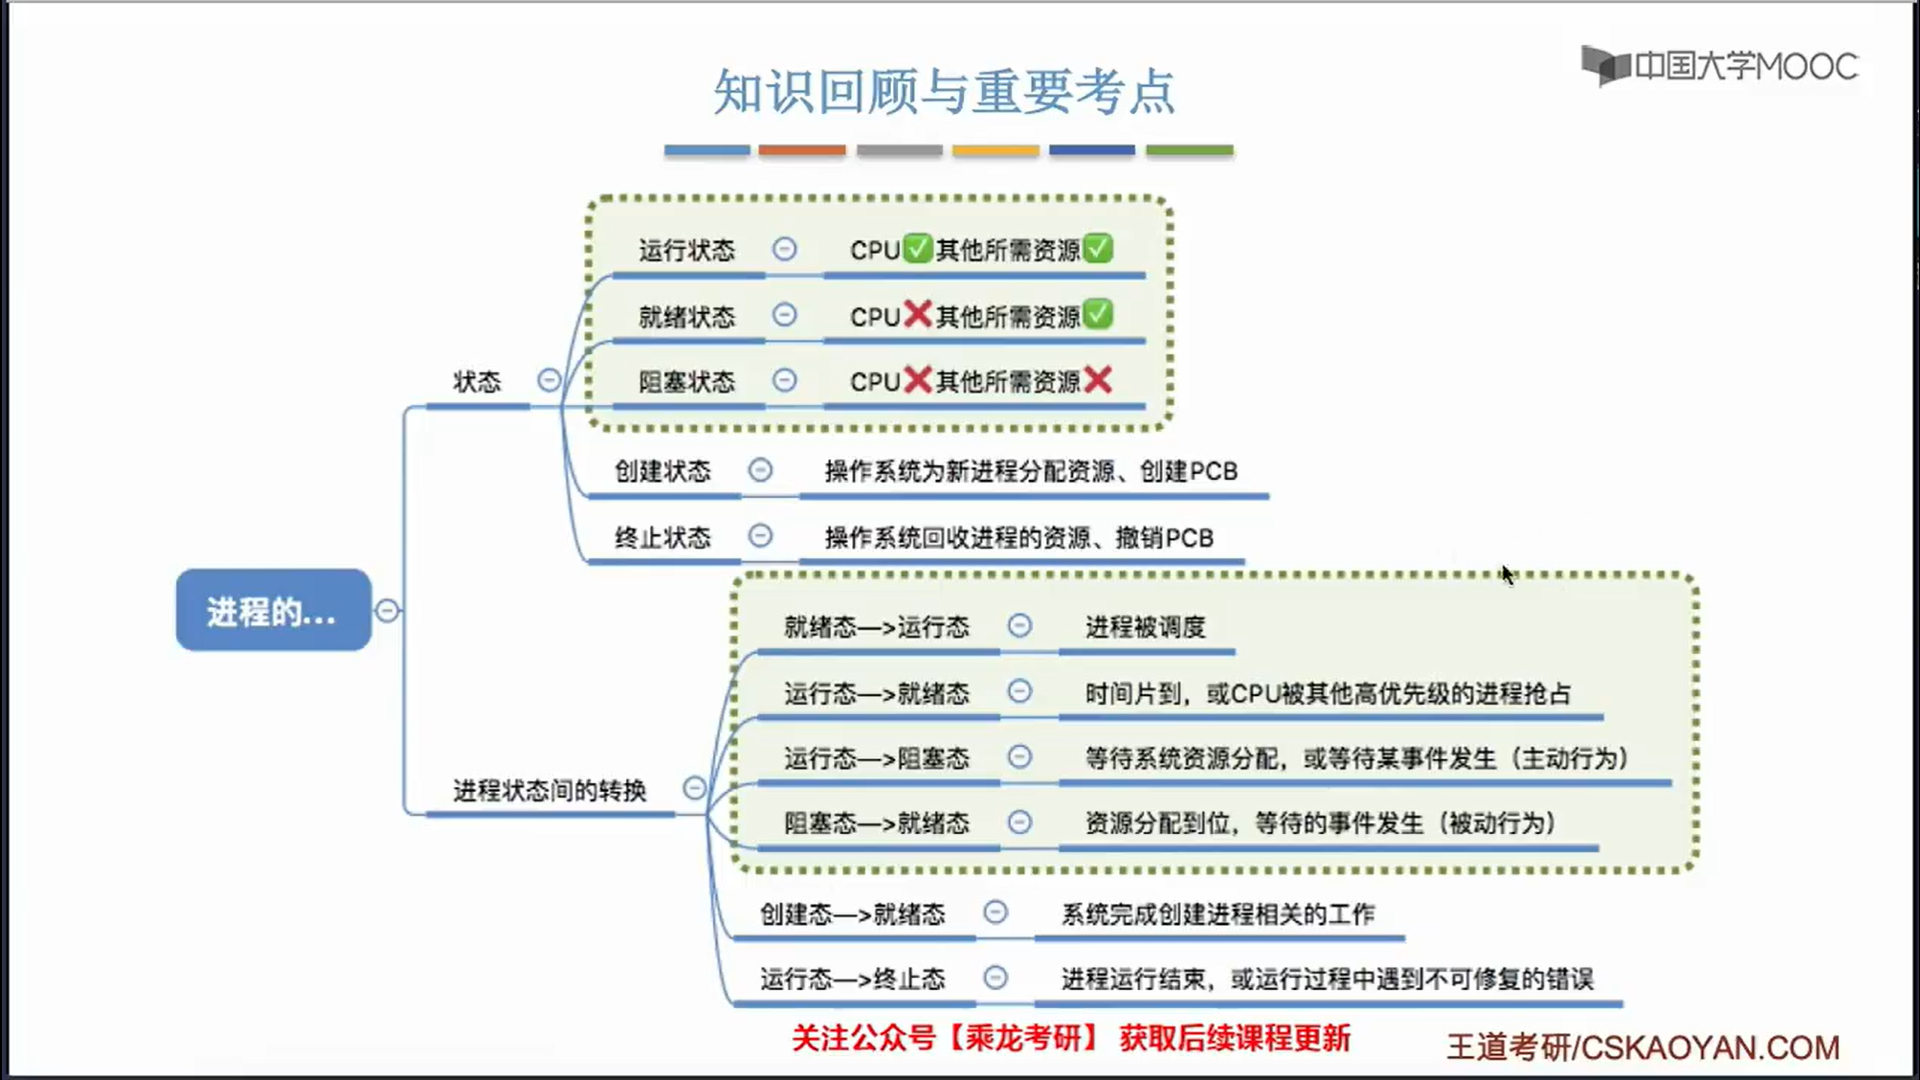 中国大学MOOC
知识回顾与重要考点
运行状态 CPU✅其他所需资源✅
就绪状态 CPU❌其他所需资源✅
状态
阻塞状态 CPU❌其他所需资源❌
创建状态 操作系统为新进程分配资源、创建PCB
终止状态 操作系统回收进程的资源、撤销PCB
进程的...
就绪态—>运行态 进程被调度
运行态—>就绪态 时间片到，或CPU被其他高优先级的进程抢占
运行态—>阻塞态 等待系统资源分配，或等待某事件发生（主动行为）
进程状态间的转换
阻塞态—>就绪态 资源分配到位，等待的事件发生（被动行为）
创建态—>就绪态 系统完成创建进程相关的工作
运行态—>终止态 进程运行结束，或运行过程中遇到不可修复的错误
关注公众号【乘龙考研】获取后续课程更新
王道考研/CSKAOYAN.COM